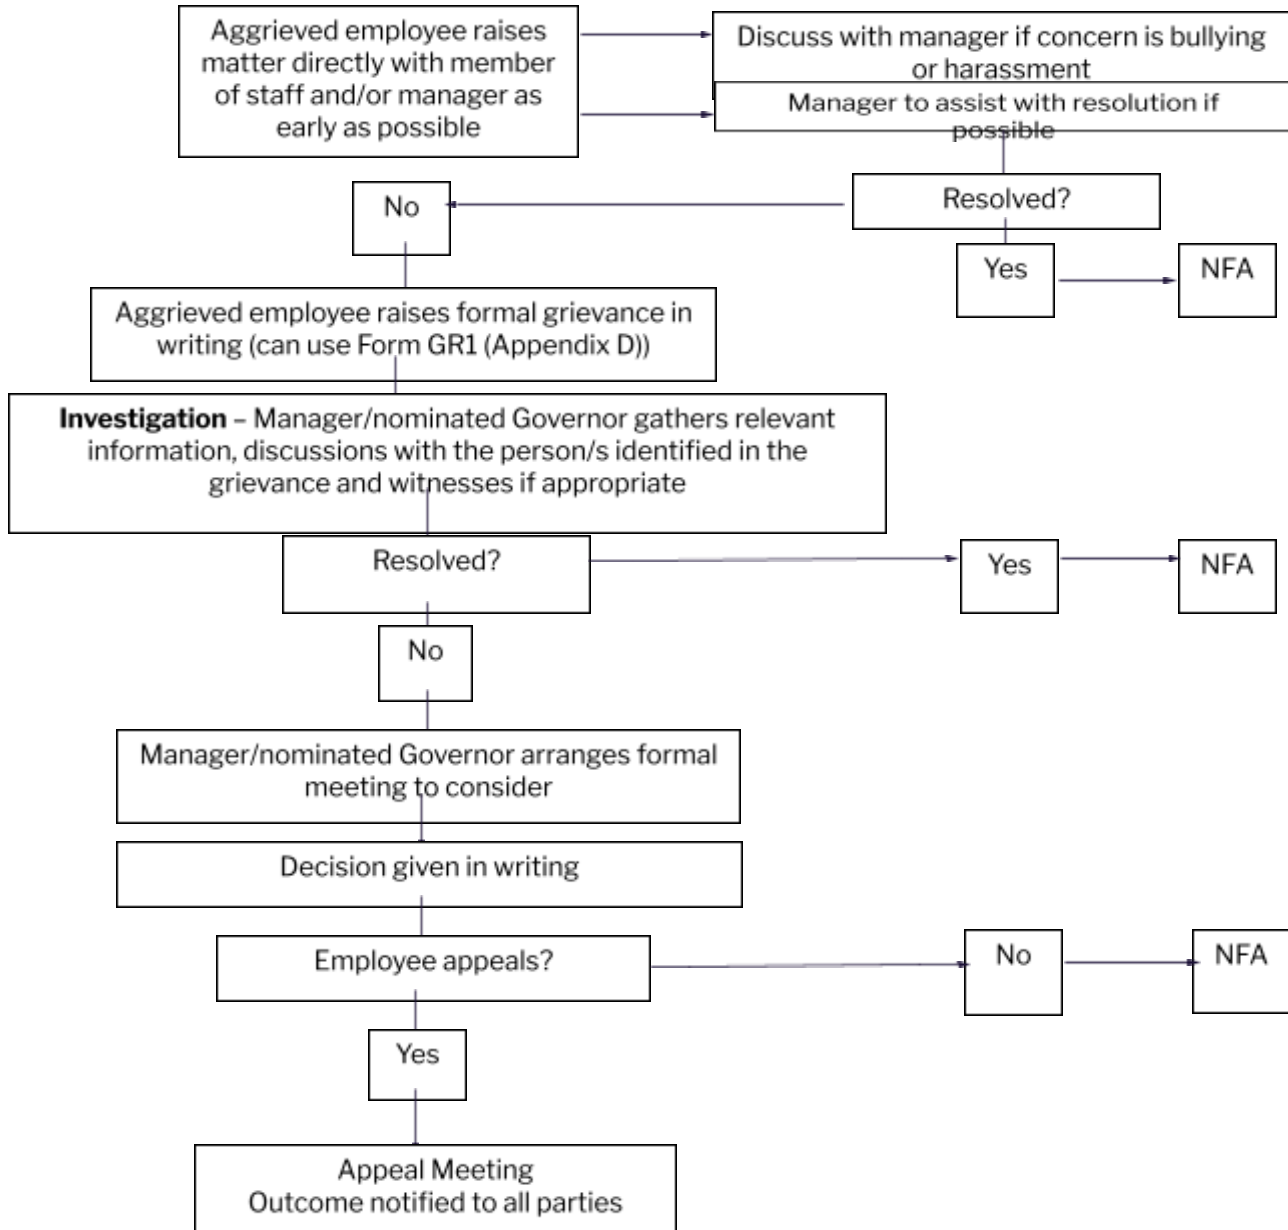 Aggrieved employee raises
matter directly with member
of staff and/or manager as
early as possible
Discuss with manager if concern is bullying
or harassment
Manager to assist with resolution if
possible
Resolved?
No
Yes
NFA
Aggrieved employee raises formal grievance in
writing (can use Form GR1 (Appendix D))
Investigation – Manager/nominated Governor gathers relevant
information, discussions with the person/s identified in the
grievance and witnesses if appropriate
Resolved?
Yes
NFA
No
Manager/nominated Governor arranges formal
meeting to consider
Decision given in writing
Employee appeals?
No
NFA
Yes
Appeal Meeting
Outcome notified to all parties